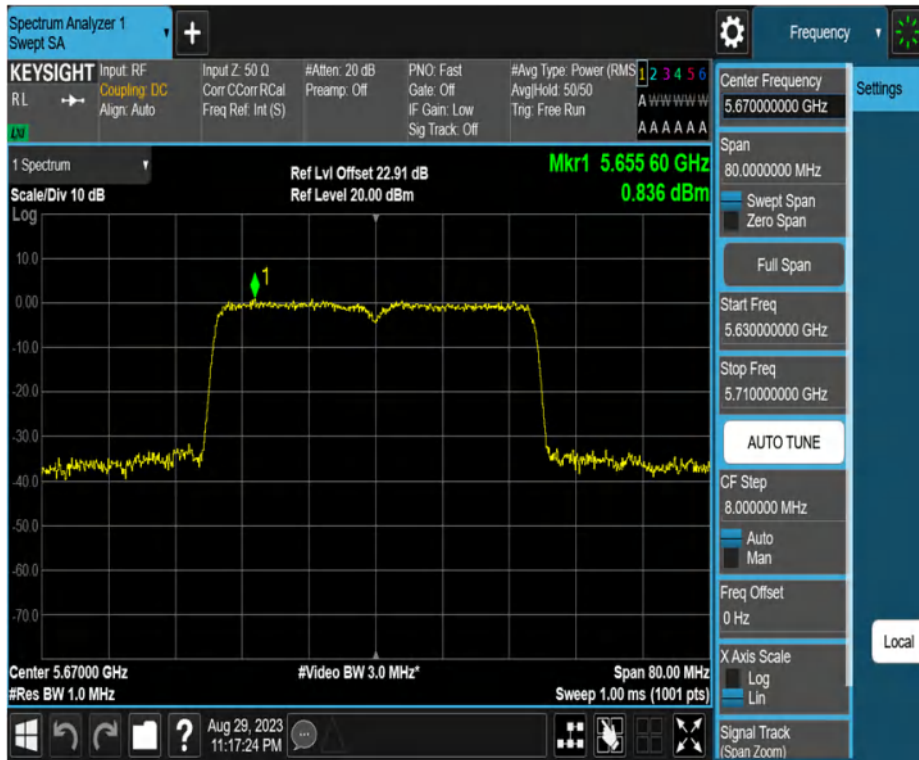 Spectrum Analyzer 1
Swept SA
+
Frequency
KEYSIGHT
RL
LXI
Input: RF
Coupling: DC
Align: Auto
Input Z: 50 Ω
Corr CCorr RCal
Freq Ref: Int (S)
#Atten: 20 dB
Preamp: Off
PNO: Fast
Gate: Off
IF Gain: Low
Sig Track: Off
#Avg Type: Power (RMS
Avg|Hold: 50/50
Trig: Free Run
1 2 3 4 5 6
A W W W W W
A A A A A A
1 Spectrum
Scale/Div 10 dB
Log
Ref Lvl Offset 22.91 dB
Ref Level 20.00 dBm
Mkr1 5.655 60 GHz
0.836 dBm
10.0
0.00
-10.0
-20.0
-30.0
-40.0
-50.0
-60.0
-70.0
1
Center 5.67000 GHz
#Res BW 1.0 MHz
#Video BW 3.0 MHz*
Span 80.00 MHz
Sweep 1.00 ms (1001 pts)
?
Aug 29, 2023
11:17:24 PM
Center Frequency
5.670000000 GHz
Span
80.0000000 MHz
Swept Span
Zero Span
Full Span
Start Freq
5.630000000 GHz
Stop Freq
5.710000000 GHz
AUTO TUNE
CF Step
8.000000 MHz
Auto
Man
Freq Offset
0 Hz
X Axis Scale
Log
Lin
Signal Track
(Span Zoom)
Settings
Local